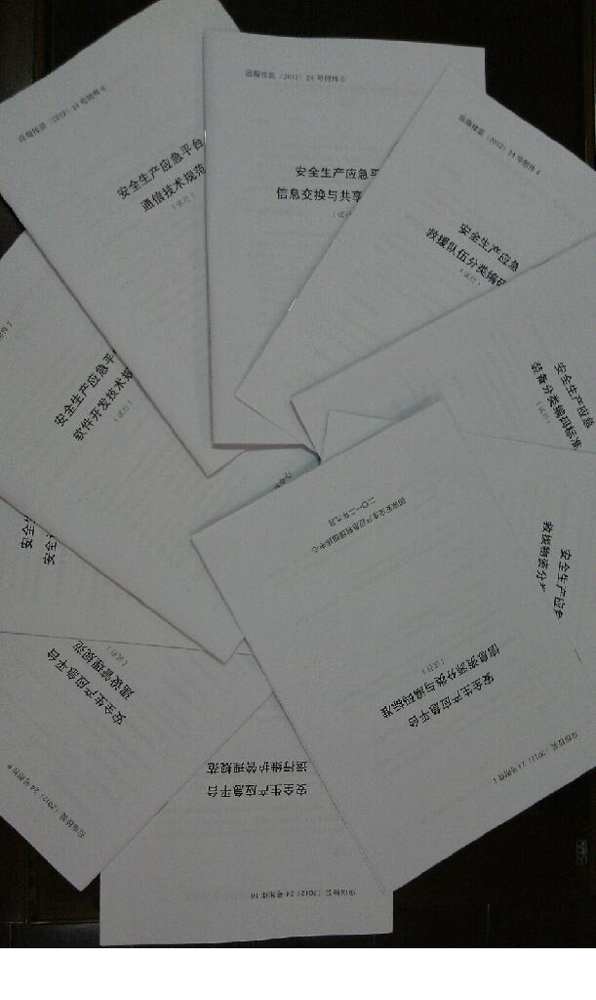 应指技装〔2012〕24号附件6
安全生产应急平台
通信技术规范
（试行）
应指技装〔2012〕24号附件5
安全生产应急平
信息交换与共享
（试行
应指技装〔2012〕24号附件4
安全生产应急
救援队伍分类编码
（试行）
安全生产应急
装备分类编码标准
安全生产应急
救援物资分类
安全生产应急平
软件开发技术规
（试行）
安全生
安全
安全生产应急平台
建设管理规范
（试行）
应指技装〔2012〕24号附件9
应指技装〔2012〕24号附件10
安全生产应急平台
运行维护管理规范
应指技装〔2012〕24号附件1
安全生产应急平台
信息资源分类与编码标准
（试行）
国家安全生产应急救援指挥中心
二〇一二年九月